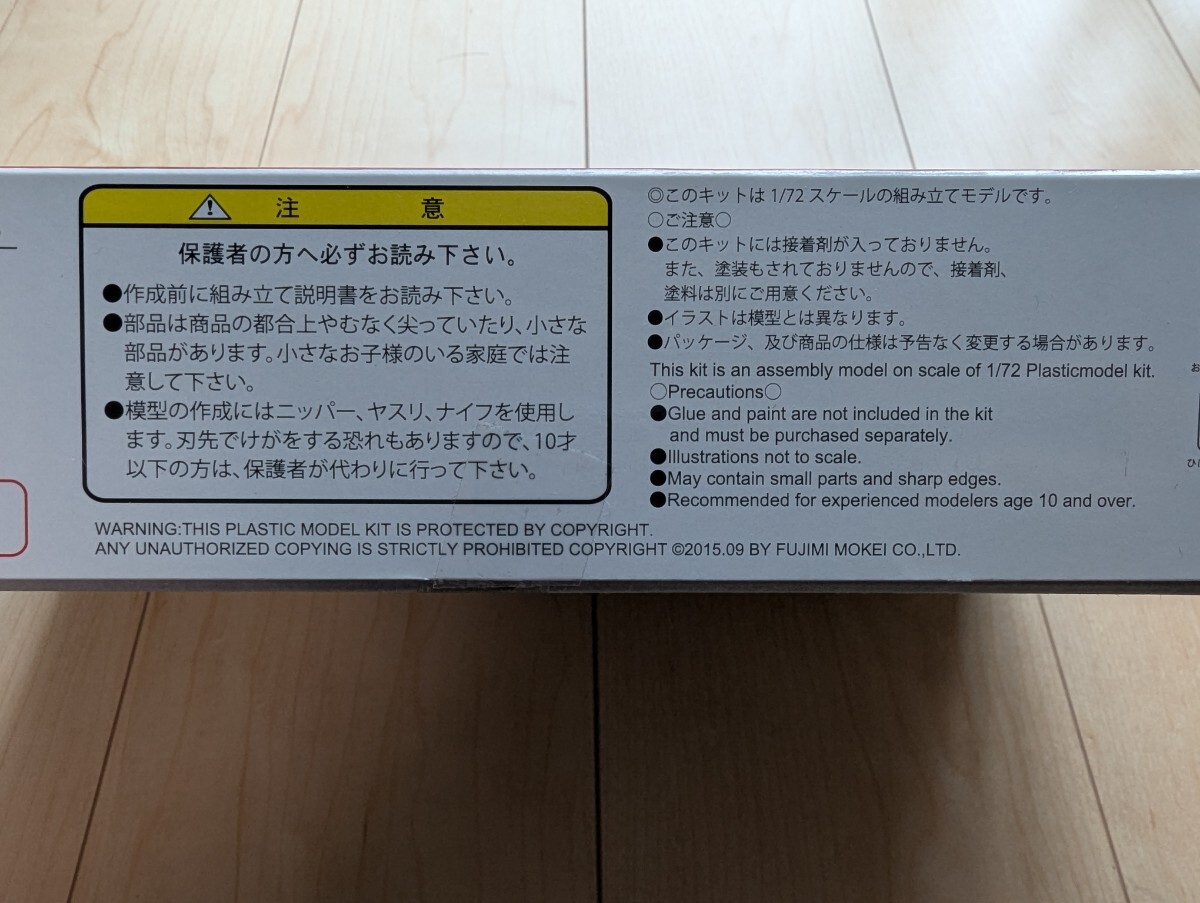 注 意
保護者の方へ必ずお読み下さい。
●作成前に組み立て説明書をお読み下さい。
●部品は商品の都合上やむなく尖っていたり、小さな
部品があります。小さなお子様のいる家庭では注
意して下さい。
●模型の作成にはニッパー、ヤスリ、ナイフを使用し
ます。刃先でけがをする恐れもありますので、10才
以下の方は、保護者が代わりに行って下さい。
WARNING:THIS PLASTIC MODEL KIT IS PROTECTED BY COPYRIGHT.
ANY UNAUTHORIZED COPYING IS STRICTLY PROHIBITED COPYRIGHT ©2015.09 BY FUJIMI MOKEI CO.,LTD.
◎このキットは 1/72 スケールの組み立てモデルです。
○ご注意○
●このキットには接着剤が入っておりません。
また、塗装もされておりませんので、接着剤、
塗料は別にご用意ください。
●イラストは模型とは異なります。
●パッケージ、及び商品の仕様は予告なく変更する場合があります。
This kit is an assembly model on scale of 1/72 Plasticmodel kit.
○Precautions○
●Glue and paint are not included in the kit
and must be purchased separately.
●Illustrations not to scale.
●May contain small parts and sharp edges.
●Recommended for experienced modelers age 10 and over.
お
ひ